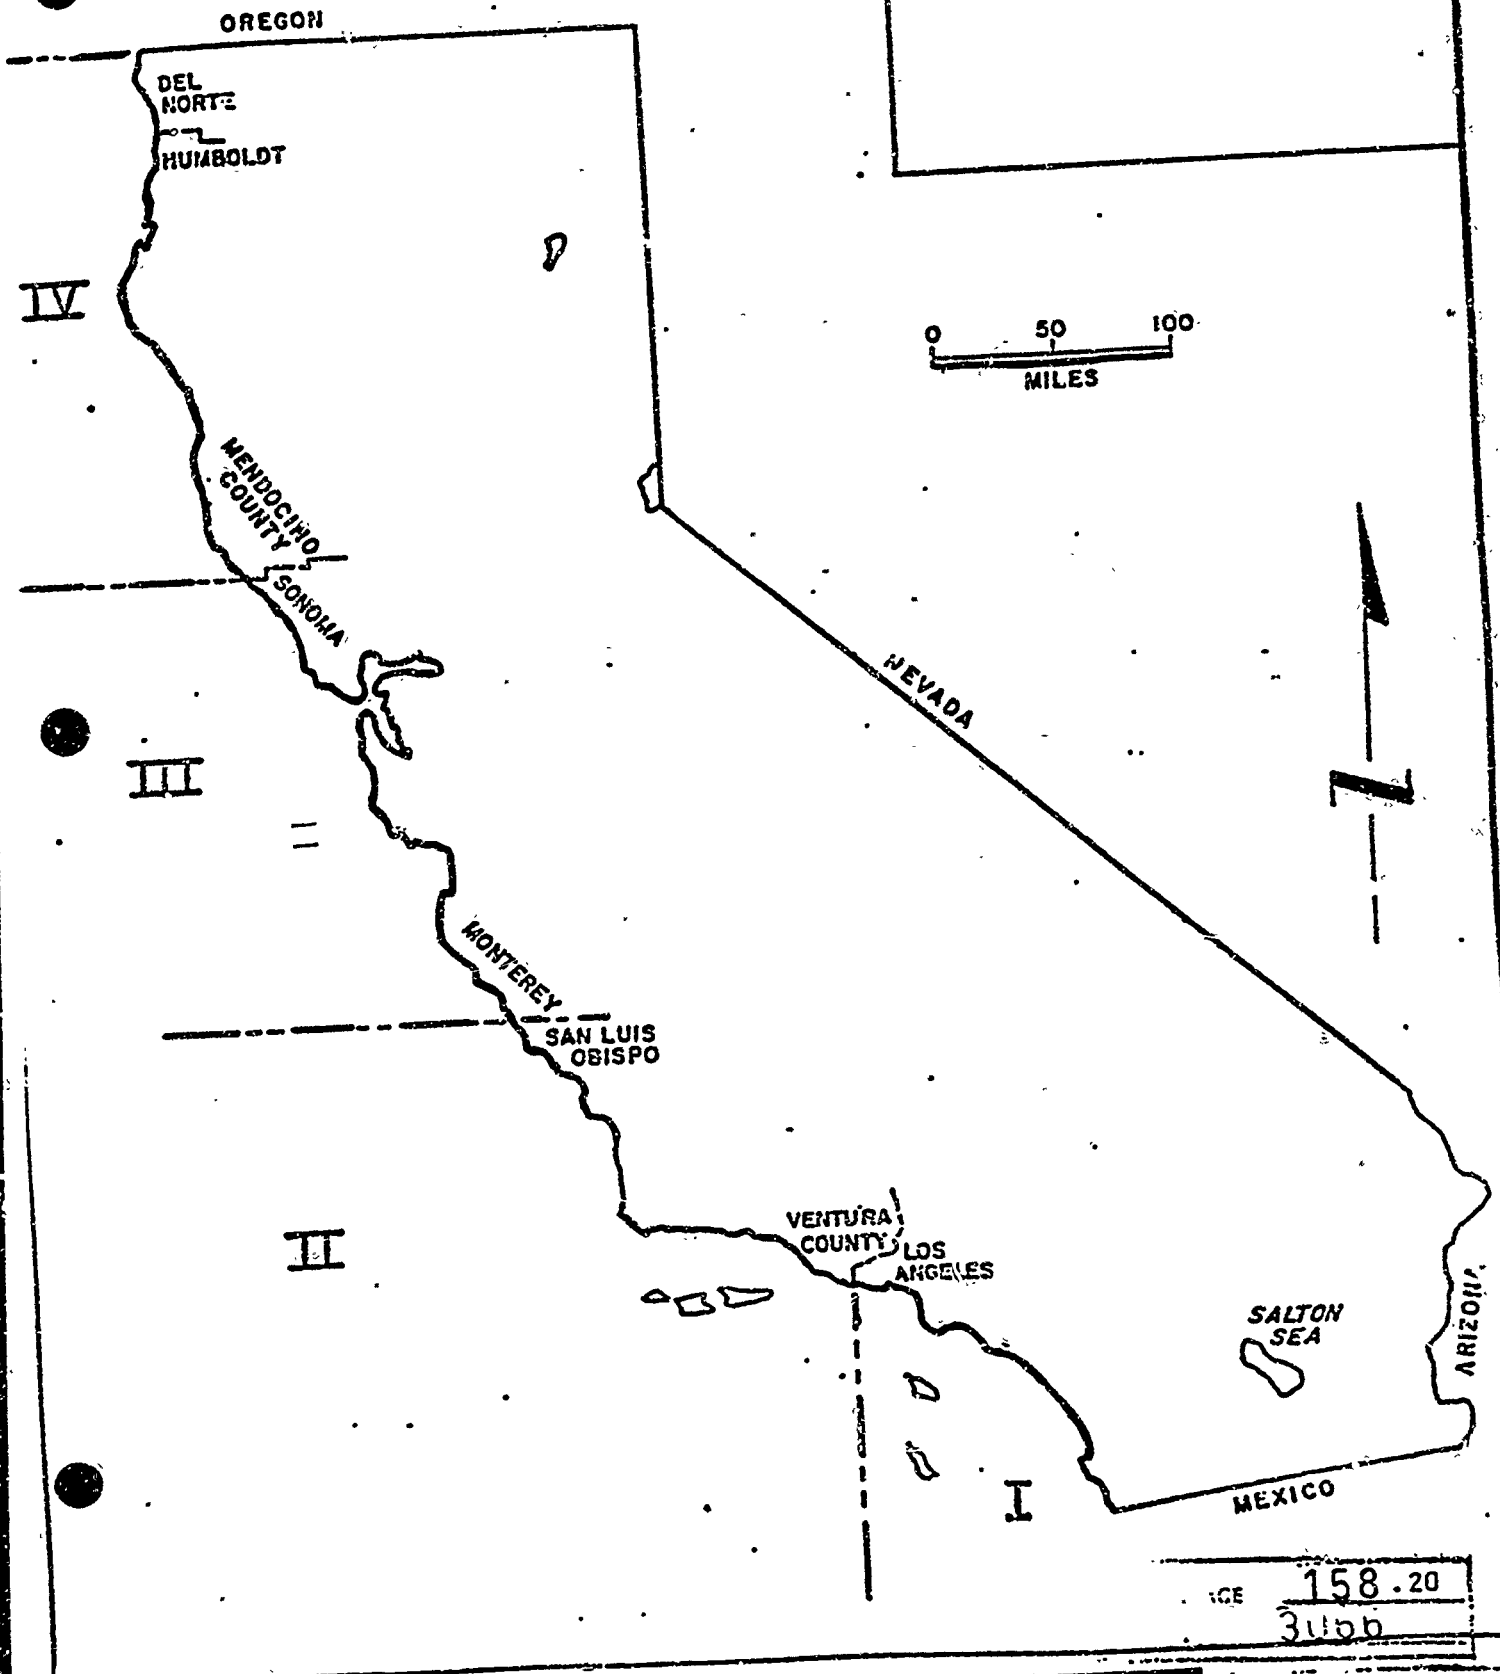 OREGON
DEL
NORTE
HUMBOLDT
IV
0 50 100
MILES
MENDOCINO
COUNTY
SONOMA
NEVADA
III
N
MONTEREY
SAN LUIS
OBISPO
II
VENTURA
COUNTY
LOS
ANGELES
SALTON
SEA
ARIZONA
I
MEXICO
158.20